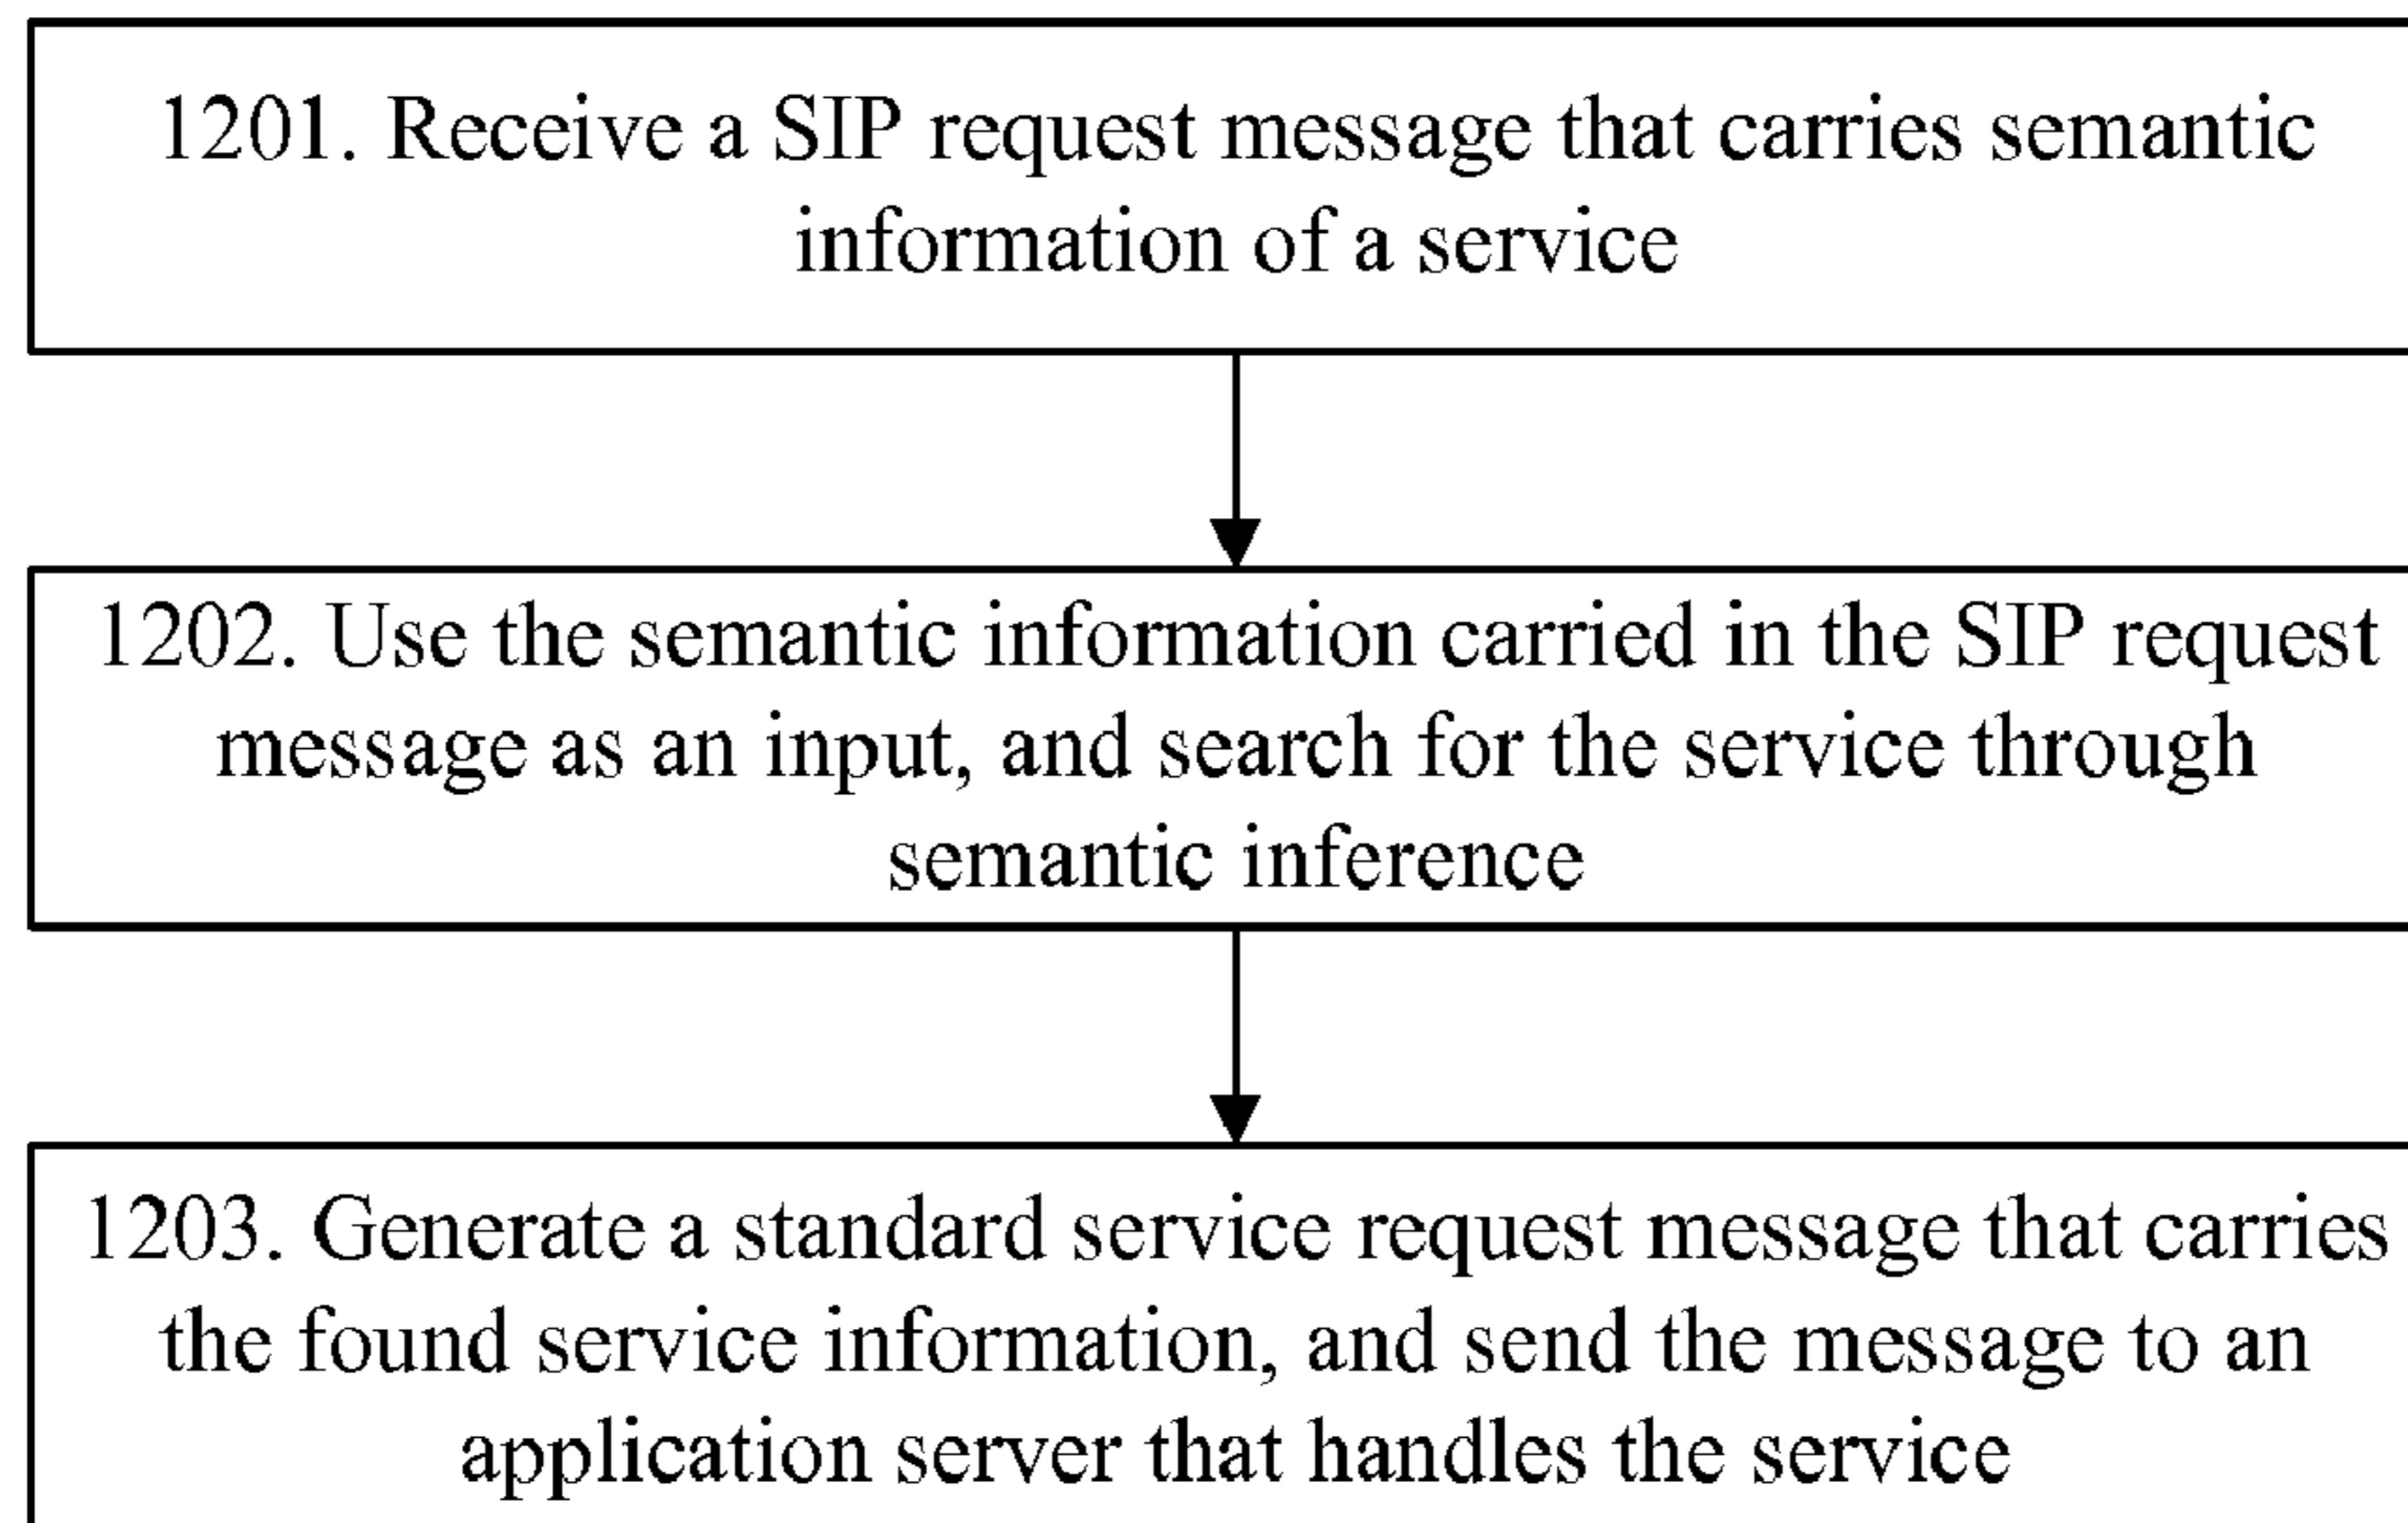 1201. Receive a SIP request message that carries semantic
information of a service
1202. Use the semantic information carried in the SIP request
message as an input, and search for the service through
semantic inference
1203. Generate a standard service request message that carries
the found service information, and send the message to an
application server that handles the service